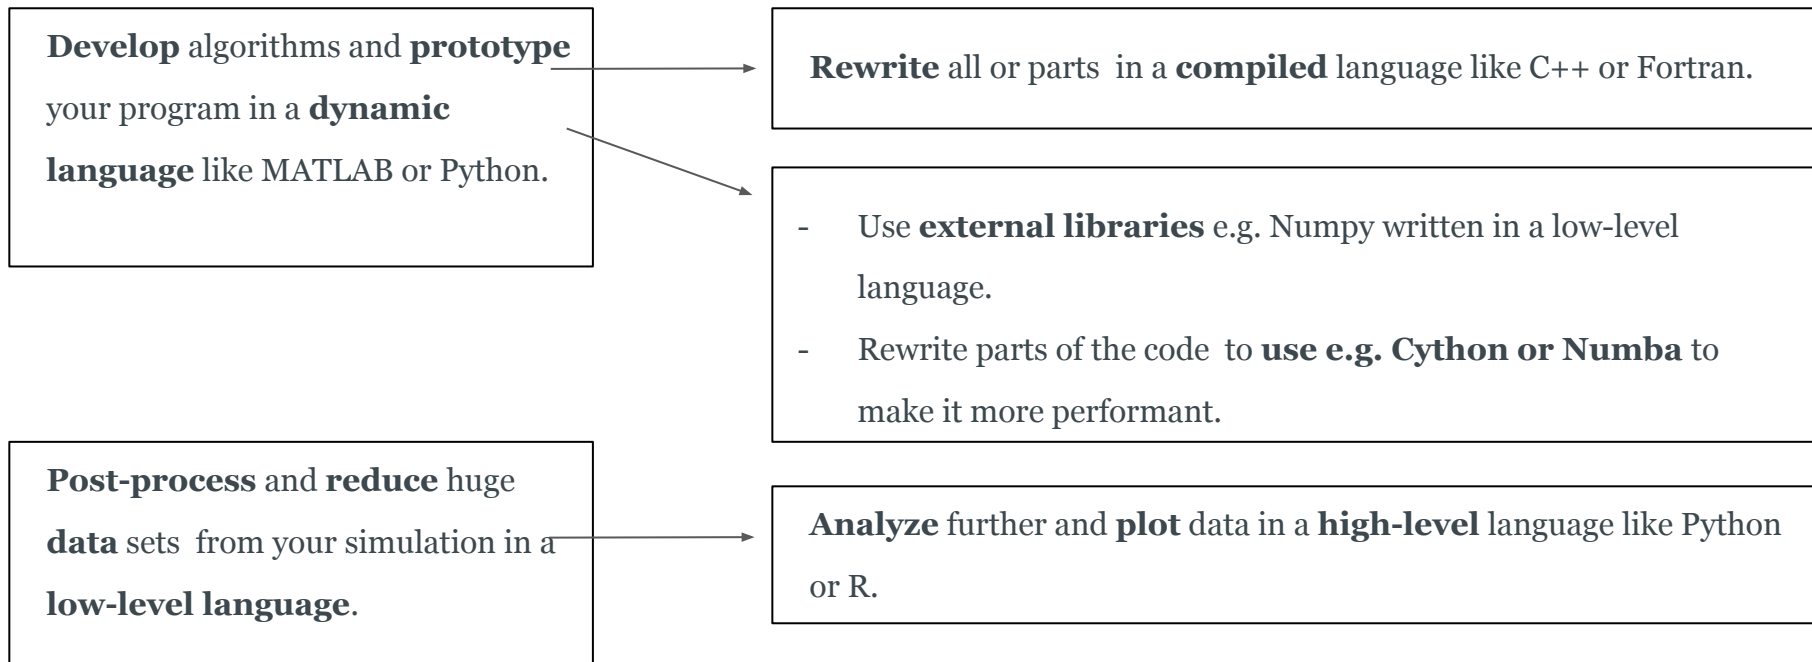 Develop algorithms and prototype
your program in a dynamic
language like MATLAB or Python.
Rewrite all or parts in a compiled language like C++ or Fortran.
- Use external libraries e.g. Numpy written in a low-level
language.
- Rewrite parts of the code to use e.g. Cython or Numba to
make it more performant.
Post-process and reduce huge
data sets from your simulation in a
low-level language.
Analyze further and plot data in a high-level language like Python
or R.